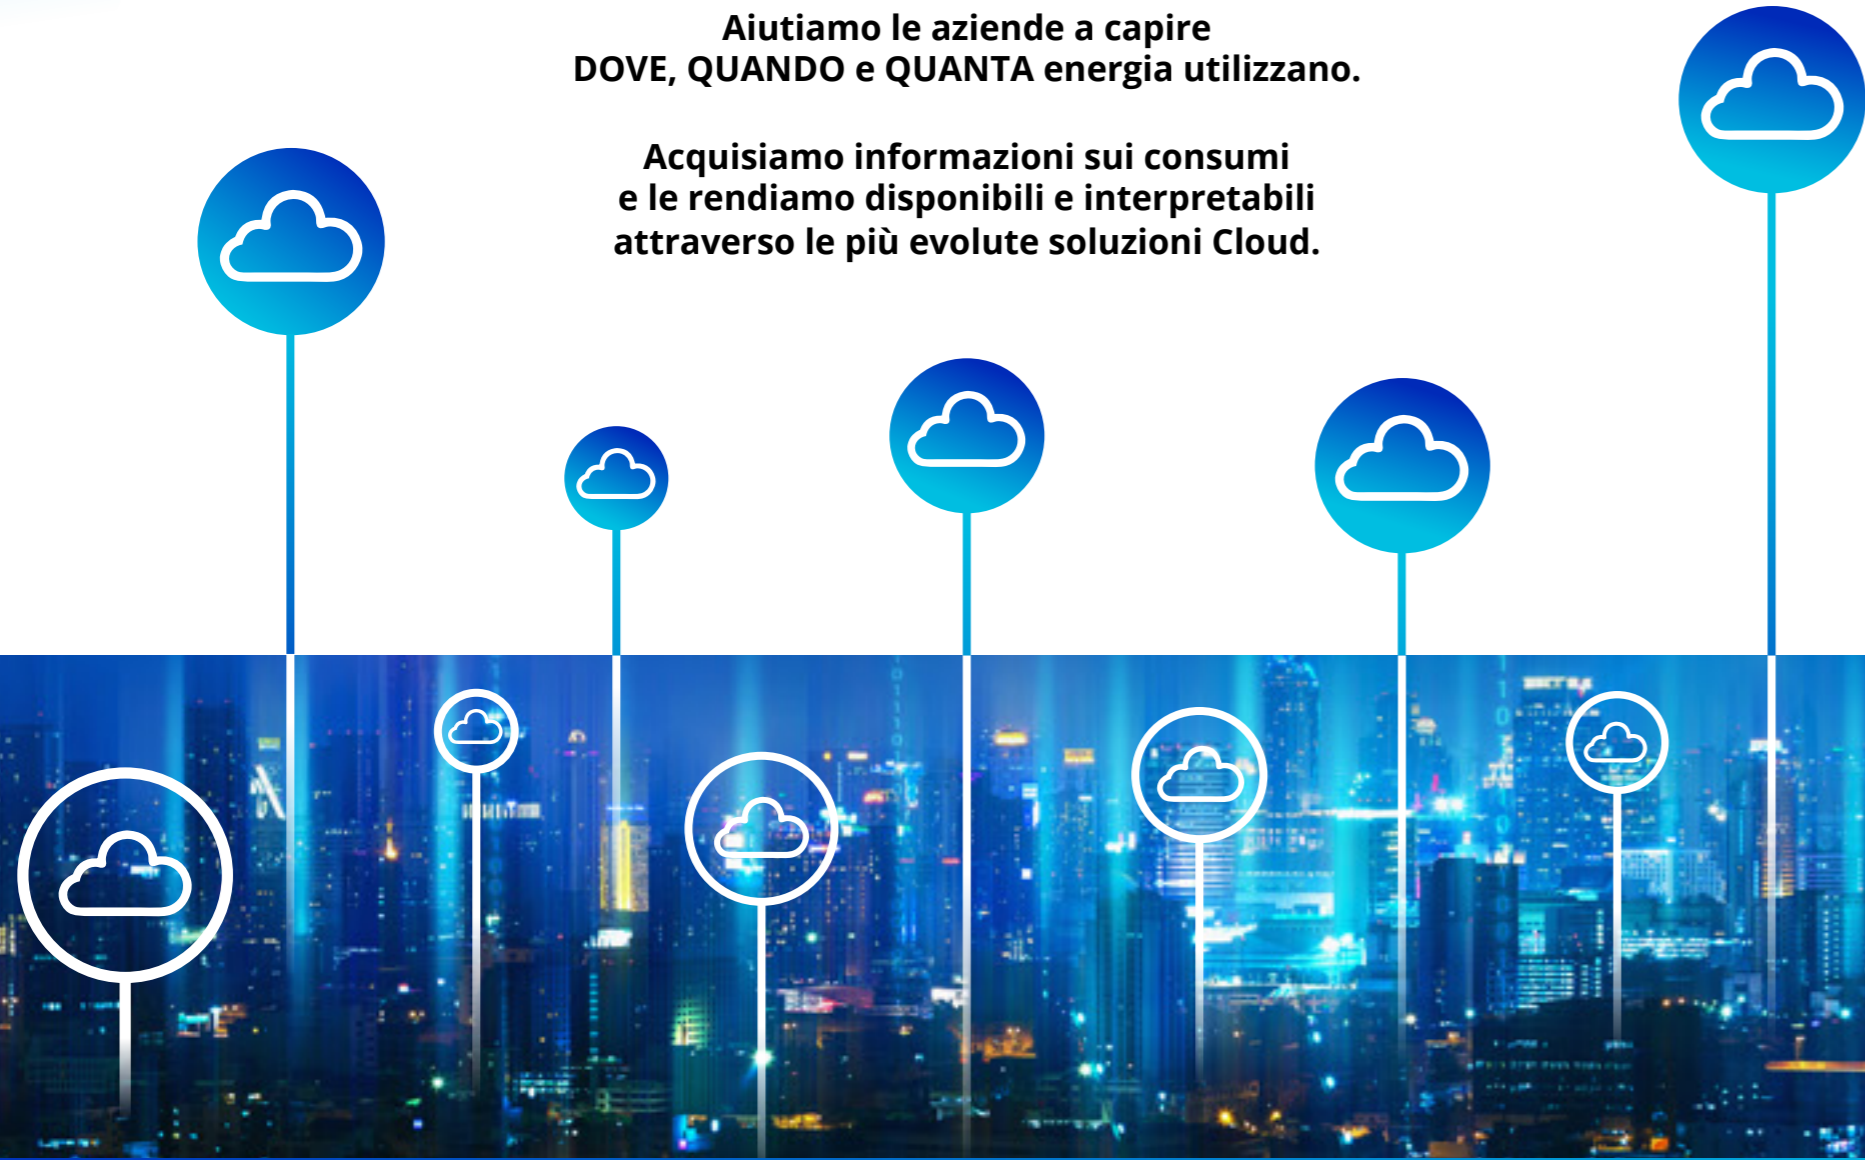 Aiutiamo le aziende a capire
DOVE, QUANDO e QUANTA energia utilizzano.
Acquisiamo informazioni sui consumi
e le rendiamo disponibili e interpretabili
attraverso le più evolute soluzioni Cloud.